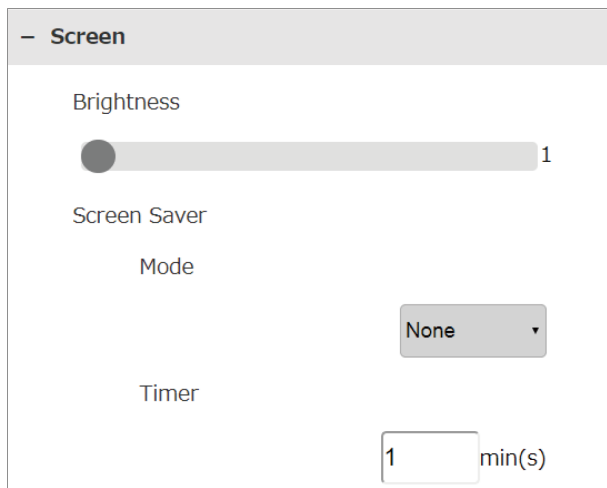 − Screen
Brightness
1
Screen Saver
Mode
None
Timer
1 min(s)